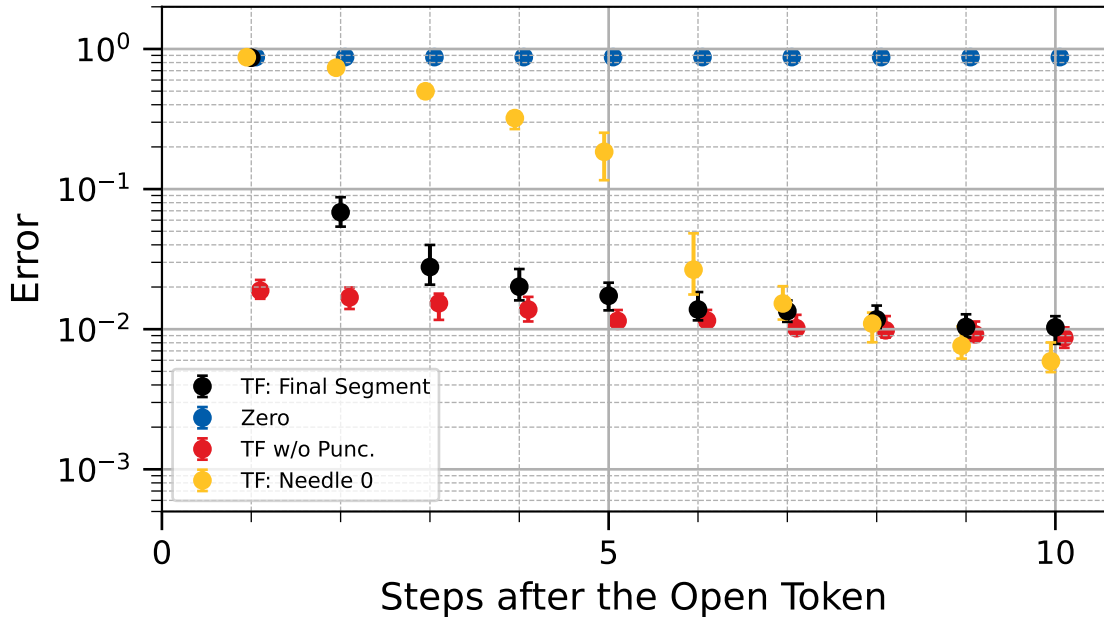 10⁰
10⁻¹
10⁻²
10⁻³
Error
TF: Final Segment
Zero
TF w/o Punc.
TF: Needle 0
0
5
10
Steps after the Open Token